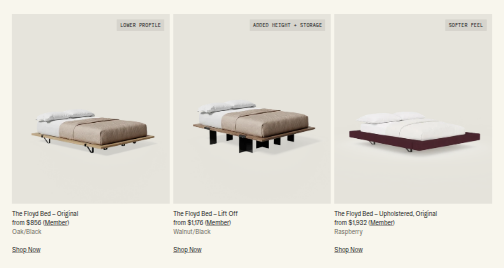 LOWER PROFILE
ADDED HEIGHT + STORAGE
SOFTER FEEL
The Floyd Bed – Original
from $856 (Member)
Oak/Black
Shop Now
The Floyd Bed – Lift Off
from $1,176 (Member)
Walnut/Black
Shop Now
The Floyd Bed – Upholstered, Original
from $1,932 (Member)
Raspberry
Shop Now